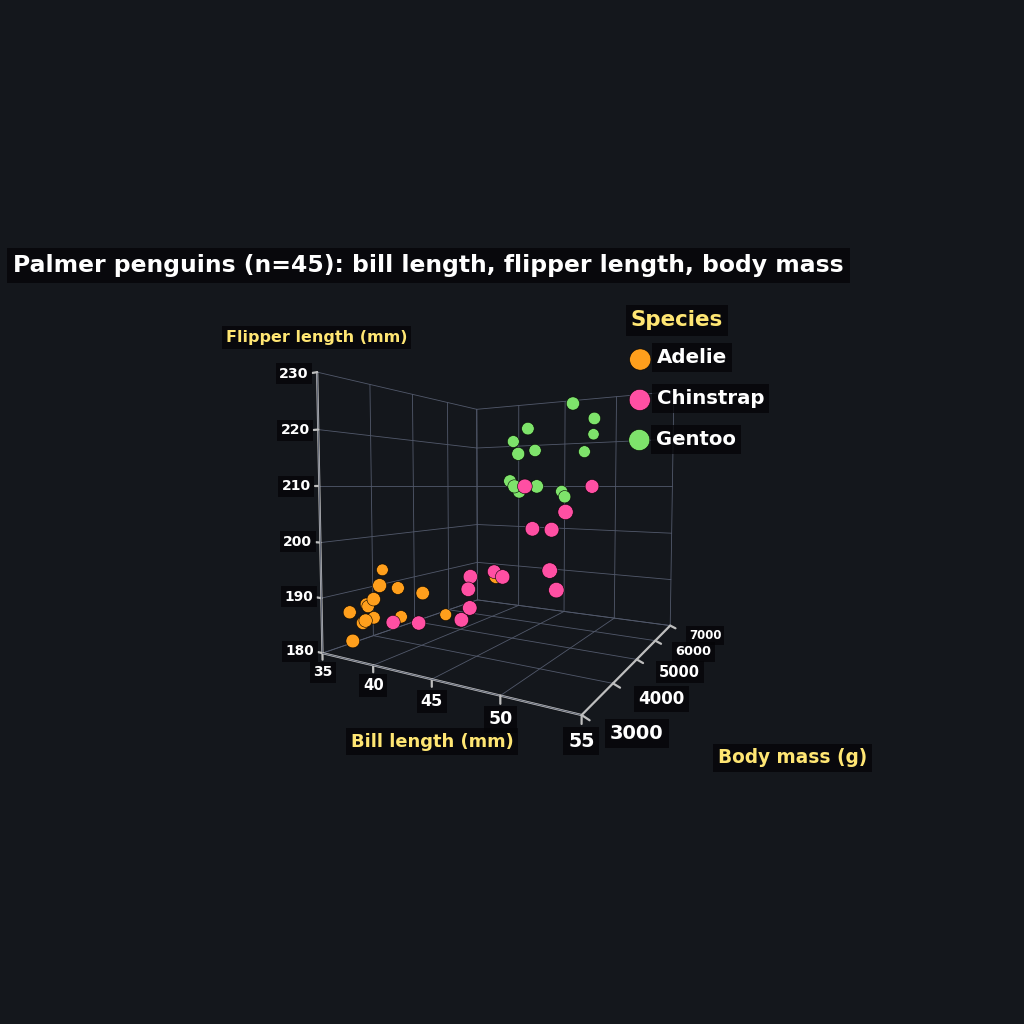 Palmer penguins (n=45): bill length, flipper length, body mass
Species
Adelie
Chinstrap
Gentoo
Flipper length (mm)
230
220
210
200
190
180
35
40
45
50
55
Bill length (mm)
3000
4000
5000
6000
7000
Body mass (g)